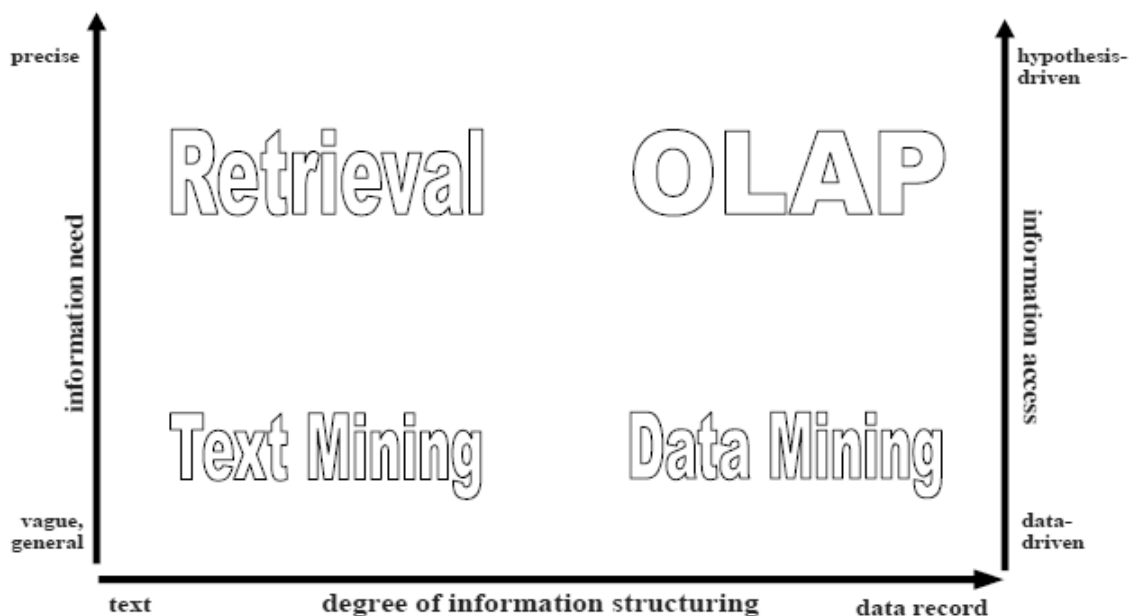 precise
hypothesis-
driven
Retrieval
OLAP
information need
information access
Text Mining
Data Mining
vague,
general
data-
driven
text
degree of information structuring
data record